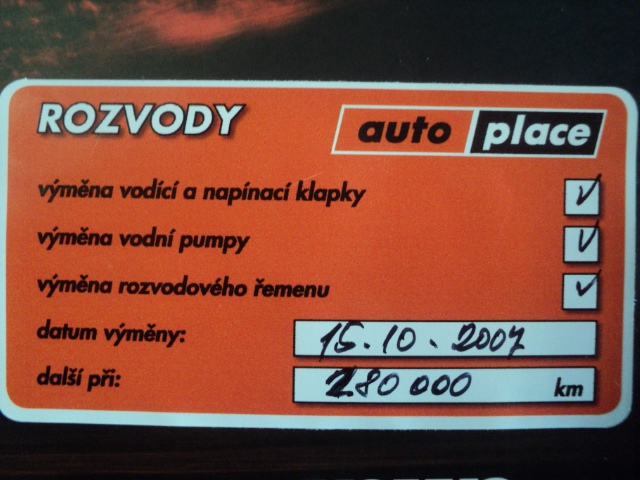 ROZVODY
auto place
výměna vodící a napínací klapky
výměna vodní pumpy
výměna rozvodového řemenu
datum výměny: 15.10.2007
další při: 280 000 km